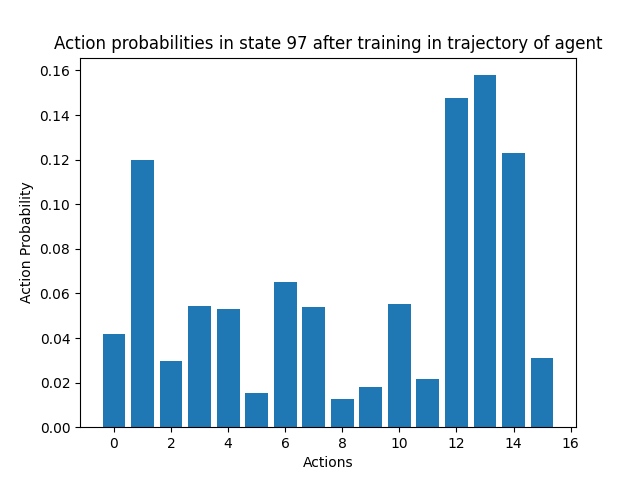 Action probabilities in state 97 after training in trajectory of agent
0.16
0.14
0.12
0.10
0.08
0.06
0.04
0.02
0.00
Action Probability
0 2 4 6 8 10 12 14 16
Actions